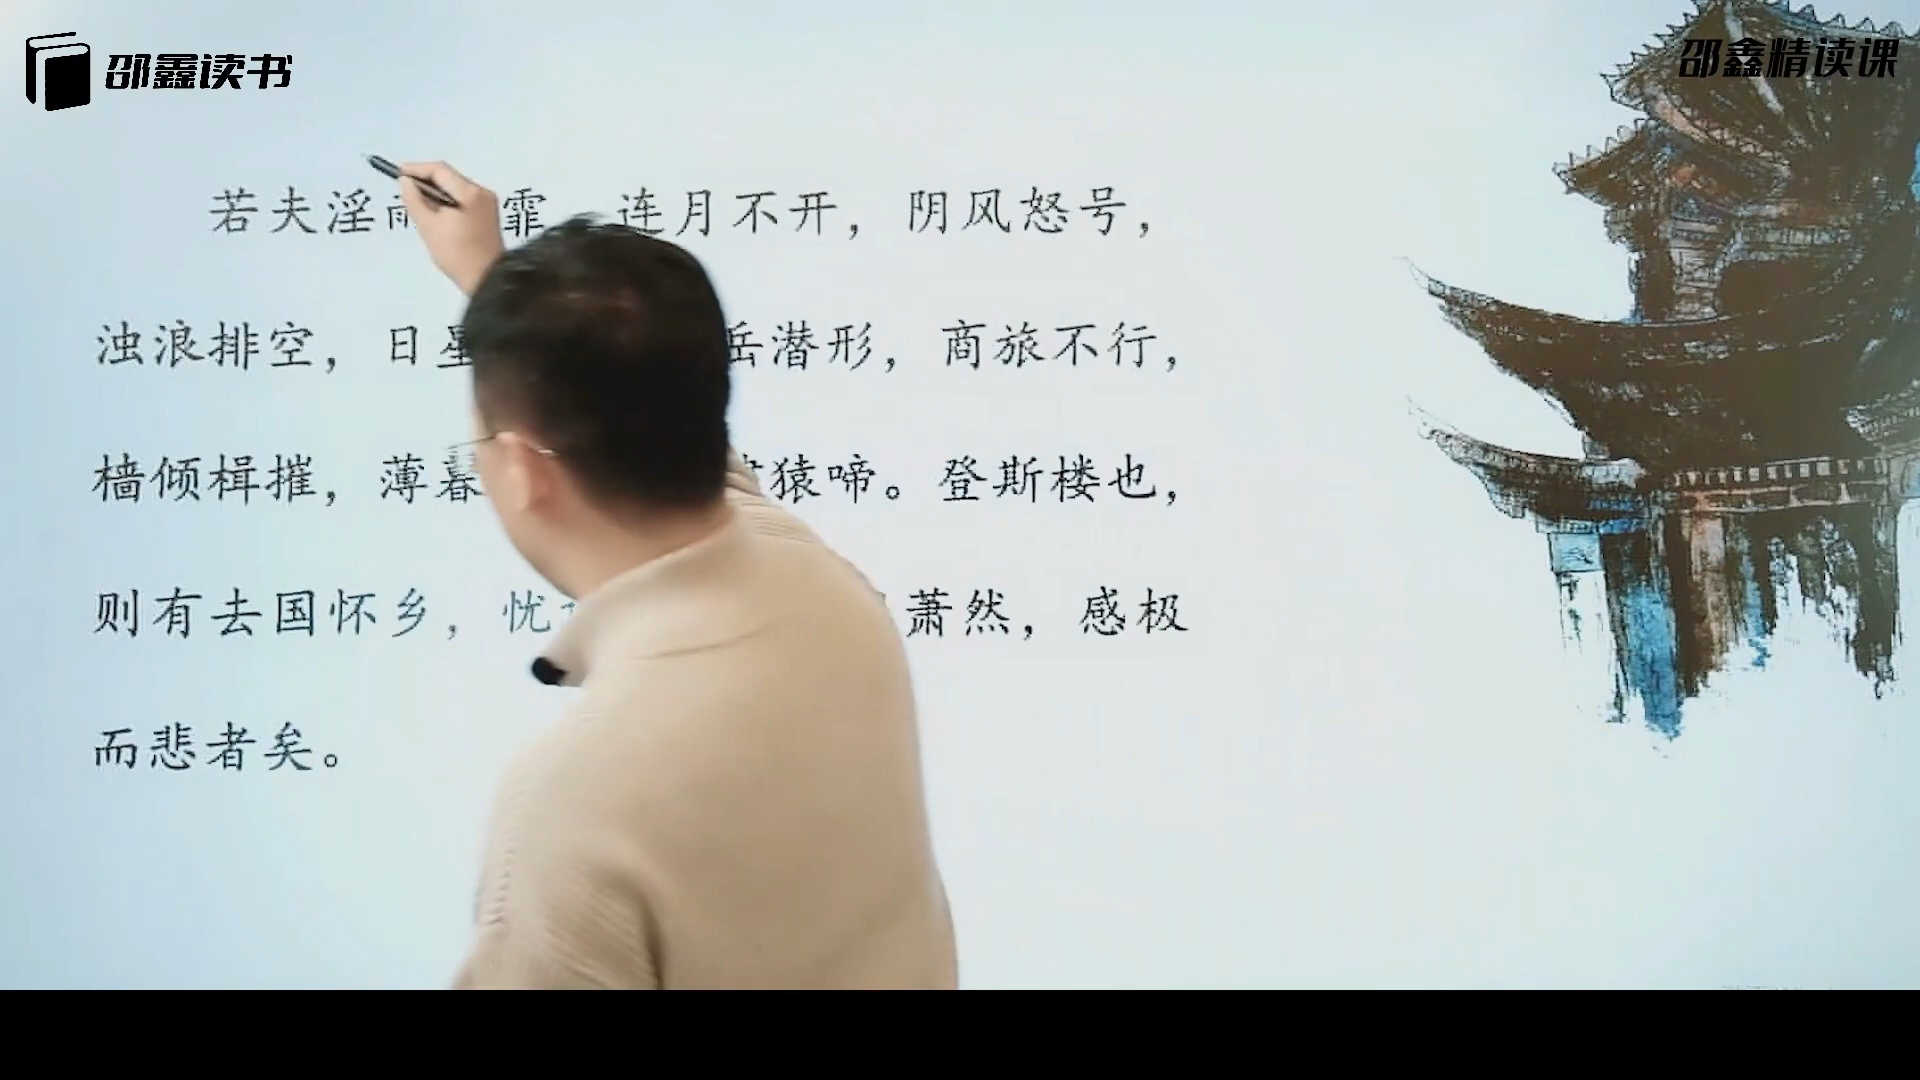 邵鑫读书
邵鑫精读课
若夫淫 霏 连月不开，阴风怒号，
浊浪排空，日星 岳潜形，商旅不行，
樯倾楫摧，薄暮 猿啼。登斯楼也，
则有去国怀乡，忧 萧然，感极
而悲者矣。